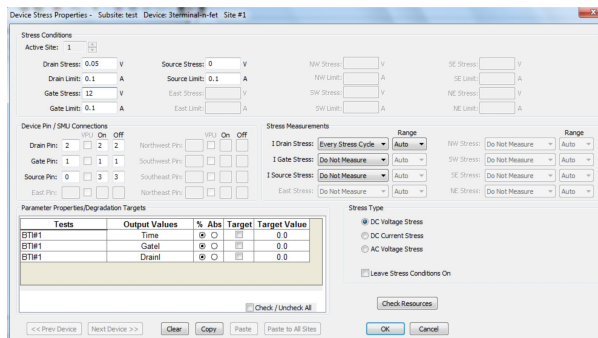 Device Stress Properties - Subsite: test Device: 3terminal-n-fet Site #1
Stress Conditions
Active Site: 1
Drain Stress: 0.05 V Source Stress: 0 V NW Stress: V SE Stress: V
Drain Limit: 0.1 A Source Limit: 0.1 A NW Limit: A SE Limit: A
Gate Stress: 12 V East Stress: V SW Stress: V NE Stress: V
Gate Limit: 0.1 A East Limit: A SW Limit: A NE Limit: A
Device Pin / SMU Connections
VPU On Off VPU On Off
Drain Pin: 2 2 2 Northwest Pin:
Gate Pin: 1 1 1 Southwest Pin:
Source Pin: 0 3 3 Southeast Pin:
East Pin: Northeast Pin:
Stress Measurements
Range Range
I Drain Stress: Every Stress Cycle Auto NW Stress: Do Not Measure Auto
I Gate Stress: Do Not Measure Auto SW Stress: Do Not Measure Auto
I Source Stress: Do Not Measure Auto SE Stress: Do Not Measure Auto
East Stress: Do Not Measure Auto NE Stress: Do Not Measure Auto
Parameter Properties/Degradation Targets
Tests Output Values % Abs Target Target Value
BTI#1 Time 0.0
BTI#1 GateI 0.0
BTI#1 DrainI 0.0
Check / Uncheck All
Stress Type
DC Voltage Stress
DC Current Stress
AC Voltage Stress
Leave Stress Conditions On
Check Resources
<< Prev Device Next Device >> Clear Copy Paste Paste to All Sites OK Cancel